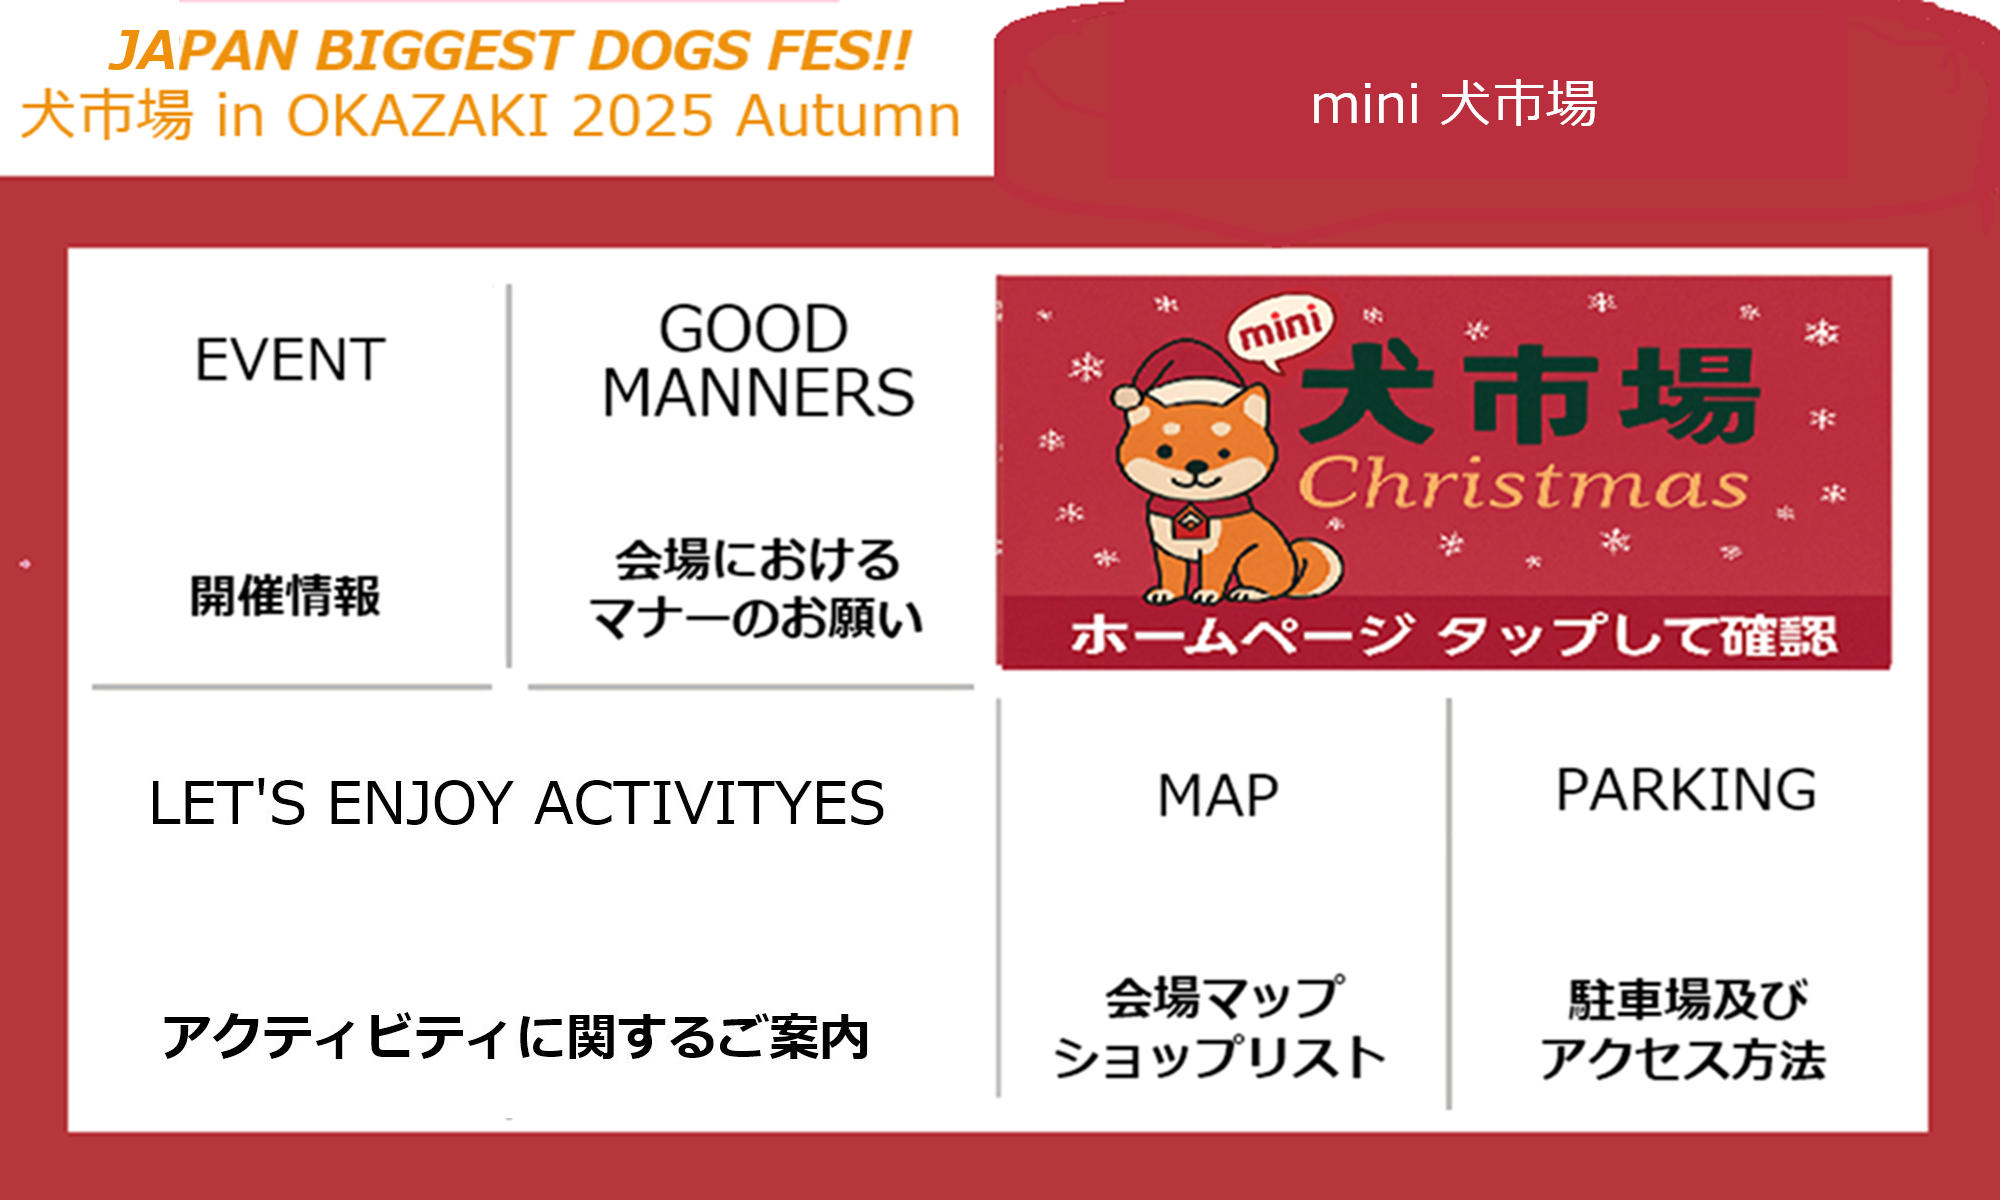 JAPAN BIGGEST DOGS FES!!
犬市場 in OKAZAKI 2025 Autumn
mini 犬市場
EVENT
開催情報
GOOD
MANNERS
会場における
マナーのお願い
mini
犬市場
Christmas
ホームページ タップして確認
LET'S ENJOY ACTIVITYES
アクティビティに関するご案内
MAP
会場マップ
ショップリスト
PARKING
駐車場及び
アクセス方法